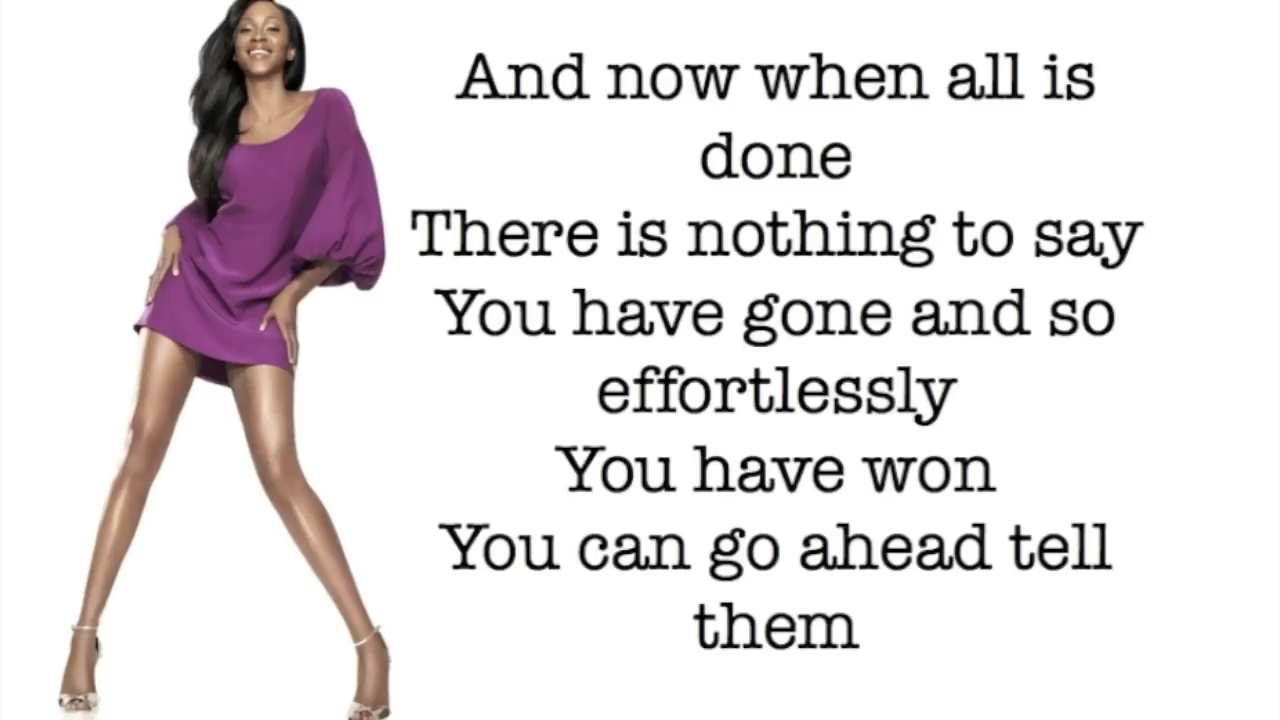 And now when all is
done
There is nothing to say
You have gone and so
effortlessly
You have won
You can go ahead tell
them